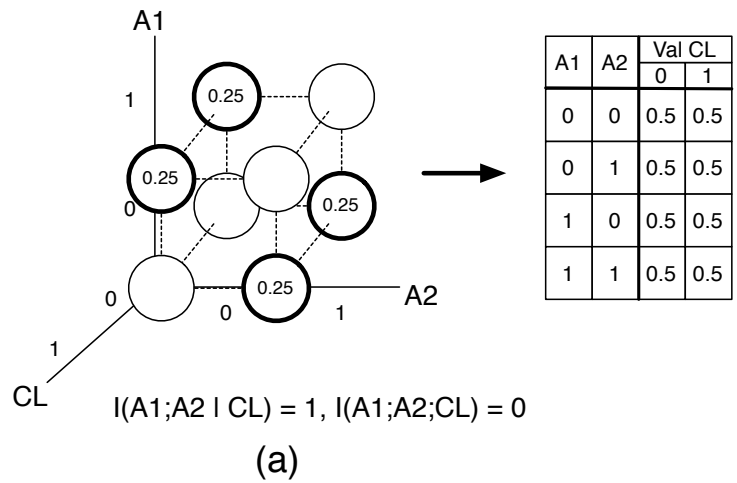 A1
1
0.25
0.25
0
0.25
0
0.25
0
1
A2
1
CL
A1 A2 Val CL
0 1
0 0 0.5 0.5
0 1 0.5 0.5
1 0 0.5 0.5
1 1 0.5 0.5
I(A1;A2 | CL) = 1, I(A1;A2;CL) = 0
(a)